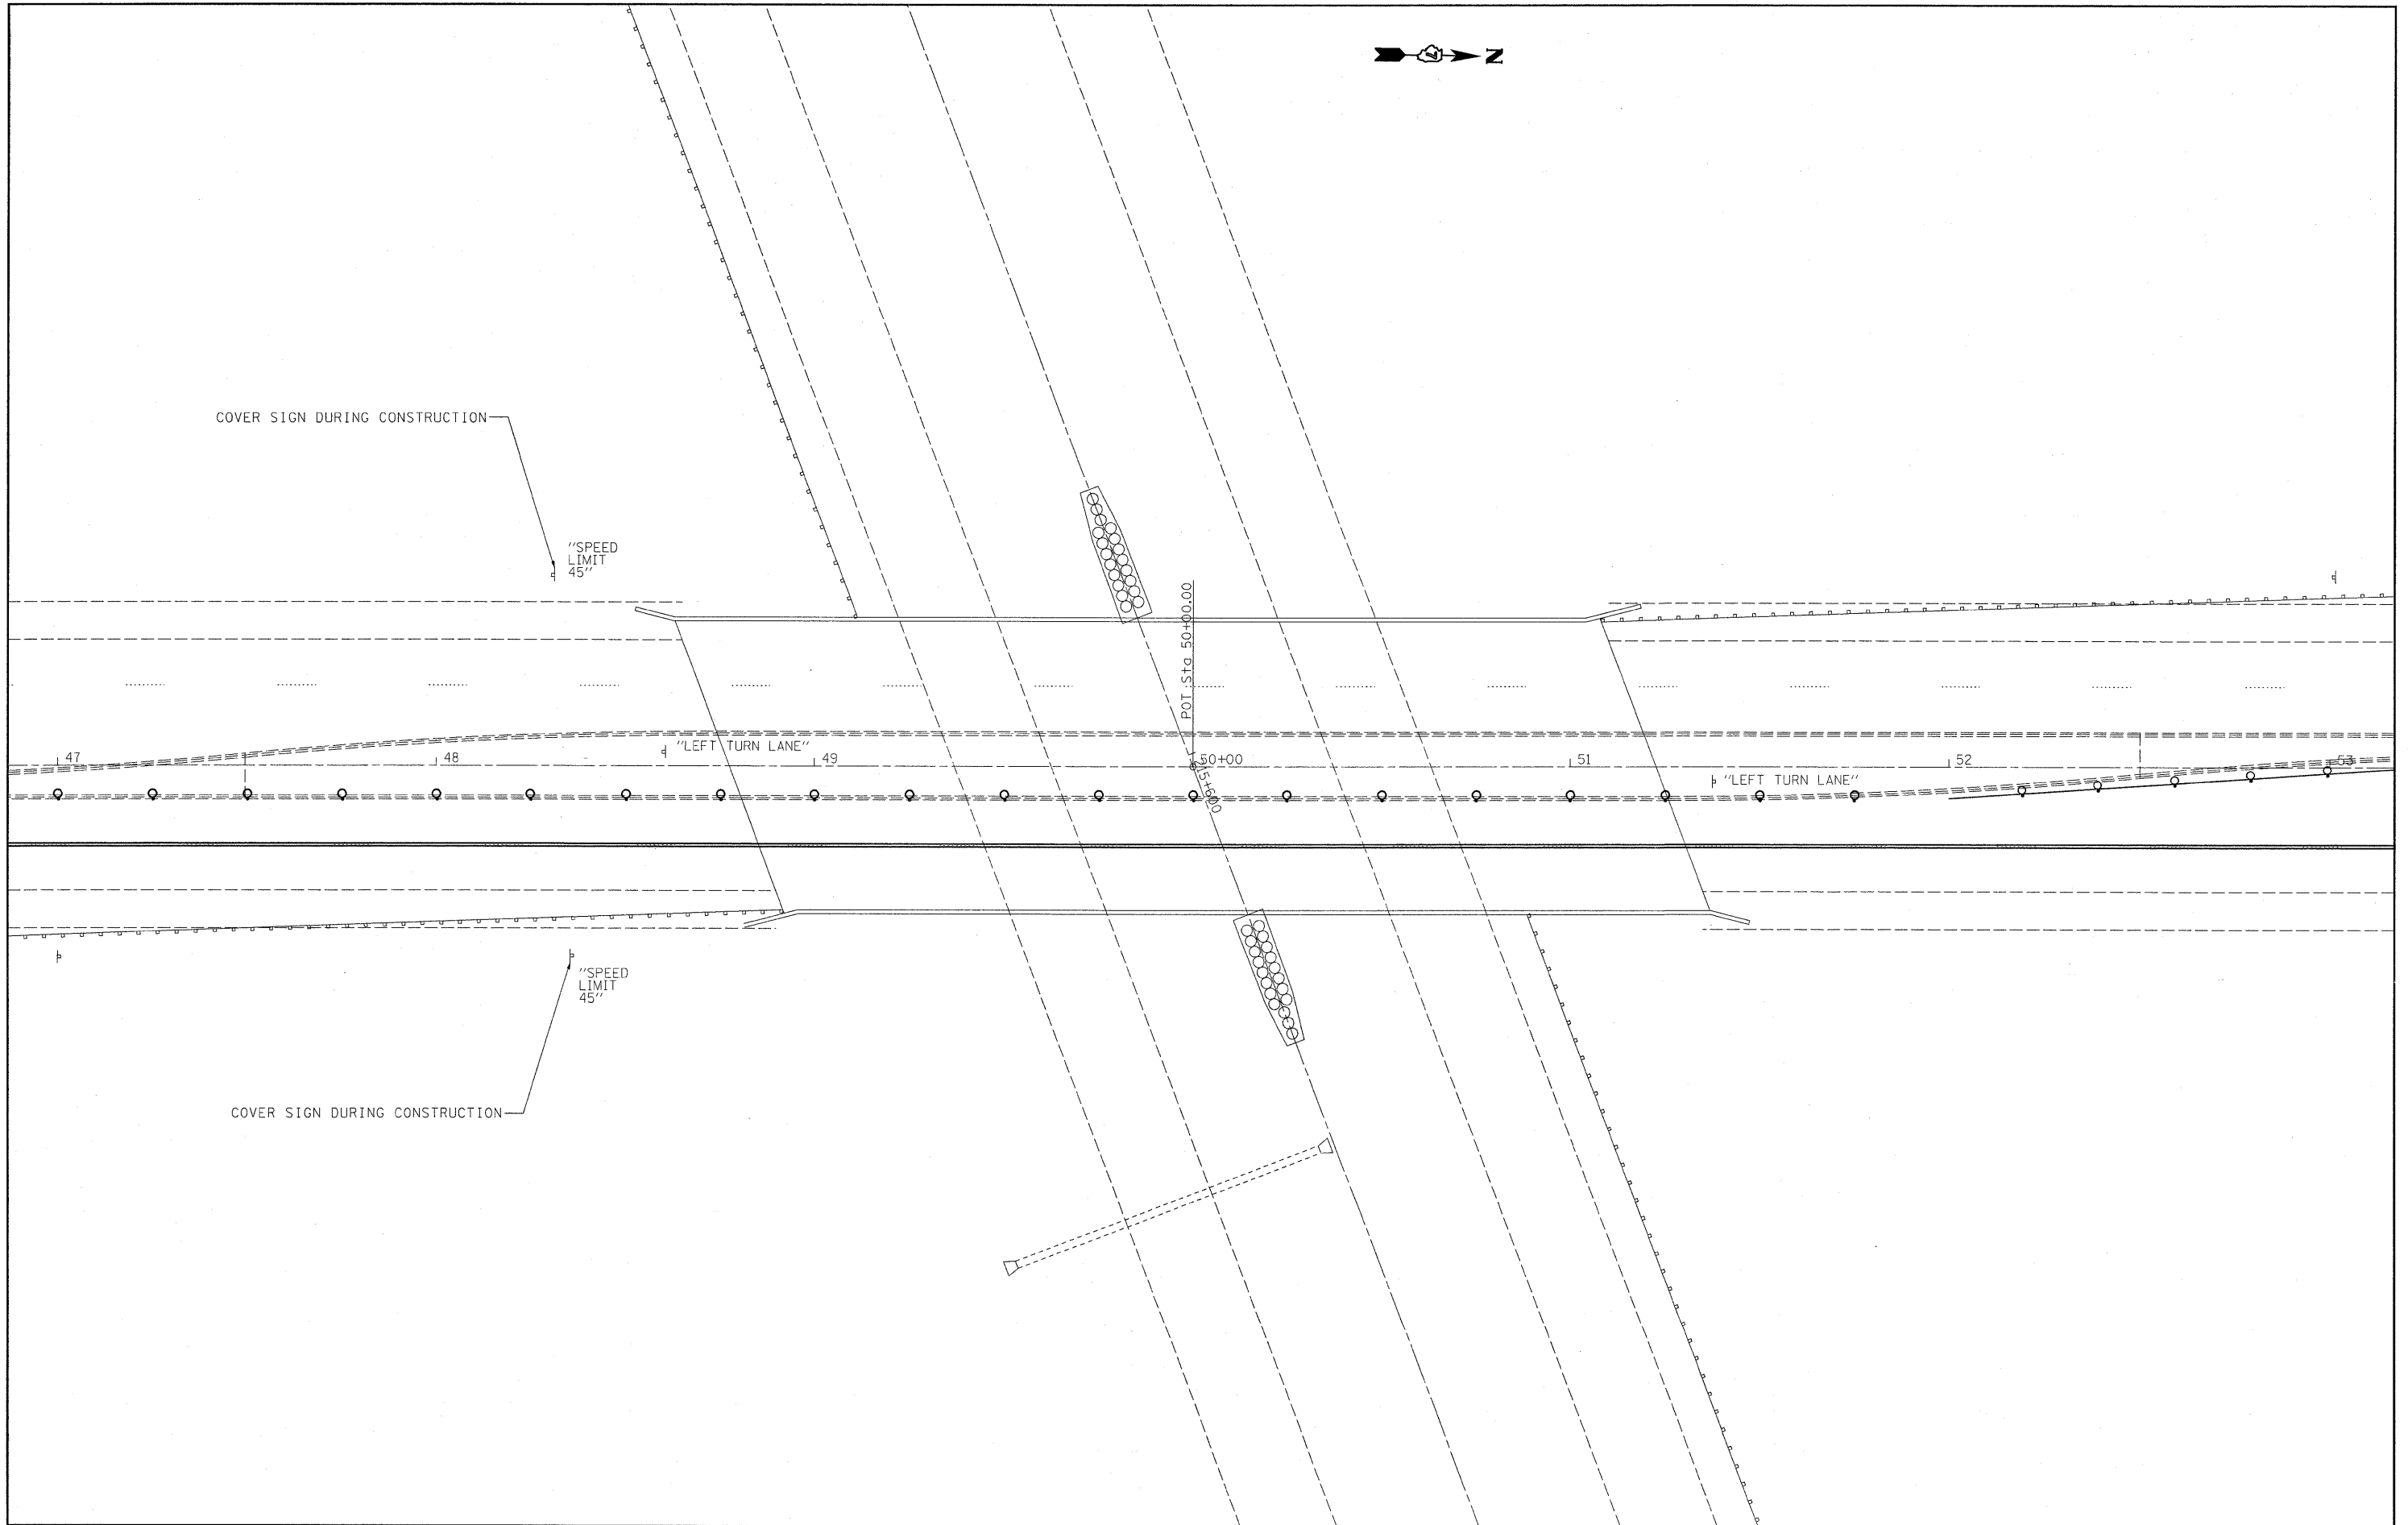 N
COVER SIGN DURING CONSTRUCTION
"SPEED
LIMIT
45"
POT Sta 50+00.00
"LEFT TURN LANE"
47
48
49
50+00
51
52
53
"LEFT TURN LANE"
"SPEED
LIMIT
45"
COVER SIGN DURING CONSTRUCTION